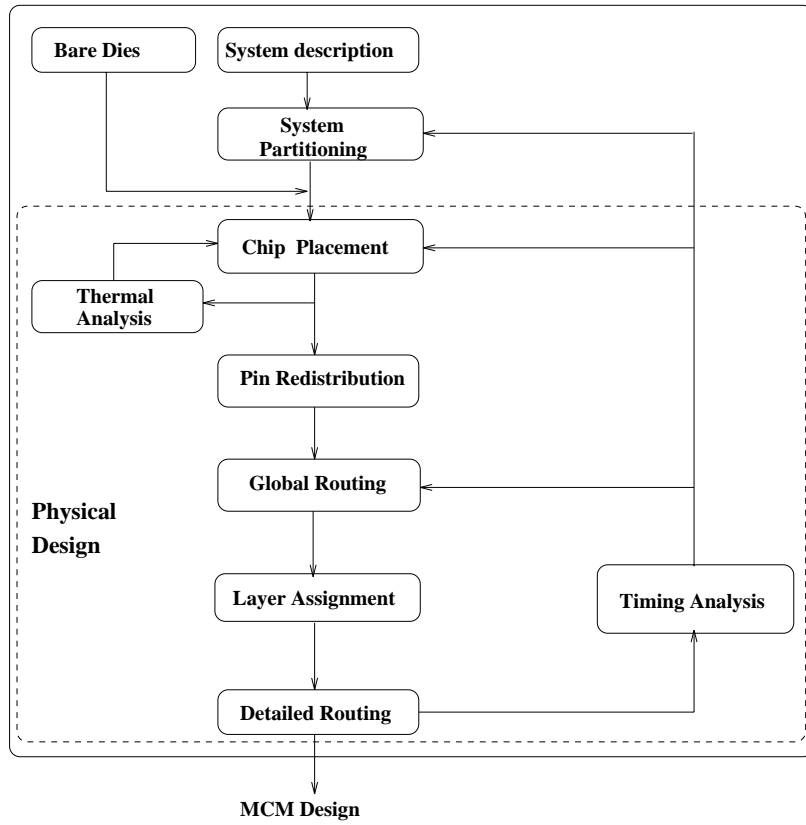 Bare Dies
System description
System
Partitioning
Chip Placement
Thermal
Analysis
Pin Redistribution
Global Routing
Physical
Design
Layer Assignment
Timing Analysis
Detailed Routing
MCM Design